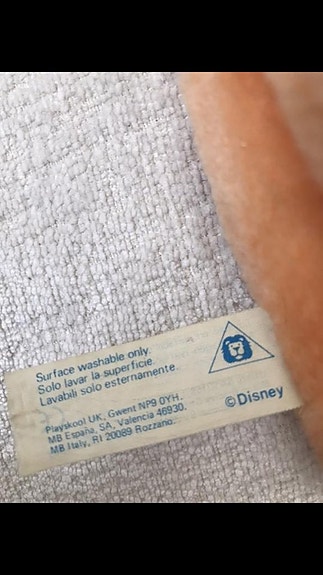 Surface washable only.
Solo lavar la superficie.
Lavabili solo esternamente.
Playskool UK, Gwent NP9 0YH.
MB España, SA, Valencia 46930.
MB Italy, RI 20089 Rozzano.
©Disney